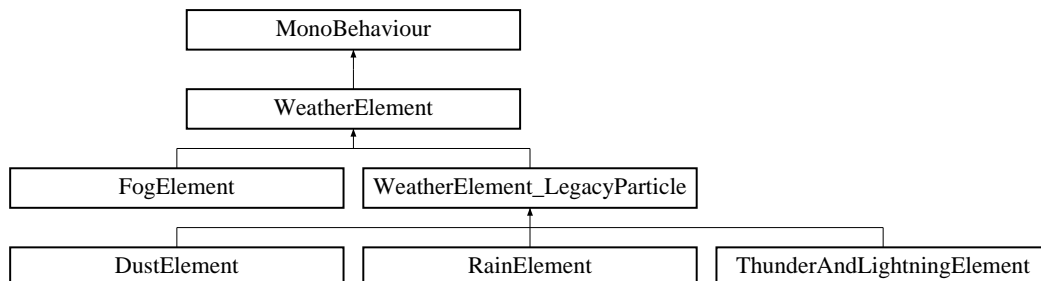 MonoBehaviour
WeatherElement
FogElement
WeatherElement_LegacyParticle
DustElement
RainElement
ThunderAndLightningElement